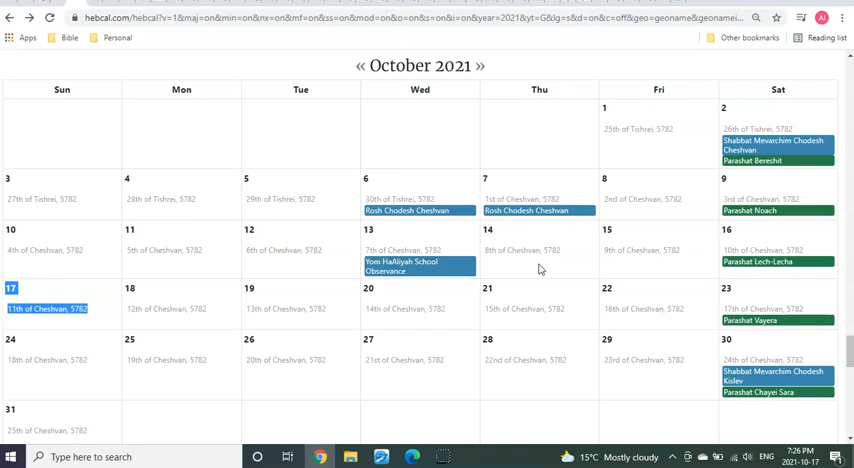 hebcal.com/hebcal?v=1&maj=on&min=on&nx=on&mf=on&ss=on&mod=on&o=on&s=on&i=on&year=2021&yt=G&lg=s&d=on&c=off&geo=geoname&geonamei...
AI
Apps Bible Personal Other bookmarks Reading list
« October 2021 »
Sun Mon Tue Wed Thu Fri Sat
1 2
25th of Tishrei, 5782 26th of Tishrei, 5782
Shabbat Mevarchim Chodesh
Cheshvan
Parashat Bereshit
3 4 5 6 7 8 9
27th of Tishrei, 5782 28th of Tishrei, 5782 29th of Tishrei, 5782 30th of Tishrei, 5782 1st of Cheshvan, 5782 2nd of Cheshvan, 5782 3rd of Cheshvan, 5782
Rosh Chodesh Cheshvan Rosh Chodesh Cheshvan Parashat Noach
10 11 12 13 14 15 16
4th of Cheshvan, 5782 5th of Cheshvan, 5782 6th of Cheshvan, 5782 7th of Cheshvan, 5782 8th of Cheshvan, 5782 9th of Cheshvan, 5782 10th of Cheshvan, 5782
Yom HaAliyah School Parashat Lech-Lecha
Observance
17 18 19 20 21 22 23
11th of Cheshvan, 5782 12th of Cheshvan, 5782 13th of Cheshvan, 5782 14th of Cheshvan, 5782 15th of Cheshvan, 5782 16th of Cheshvan, 5782 17th of Cheshvan, 5782
Parashat Vayera
24 25 26 27 28 29 30
18th of Cheshvan, 5782 19th of Cheshvan, 5782 20th of Cheshvan, 5782 21st of Cheshvan, 5782 22nd of Cheshvan, 5782 23rd of Cheshvan, 5782 24th of Cheshvan, 5782
Shabbat Mevarchim Chodesh
Kislev
Parashat Chayei Sara
31
25th of Cheshvan, 5782
Type here to search 15°C Mostly cloudy ENG 7:26 PM
2021-10-17